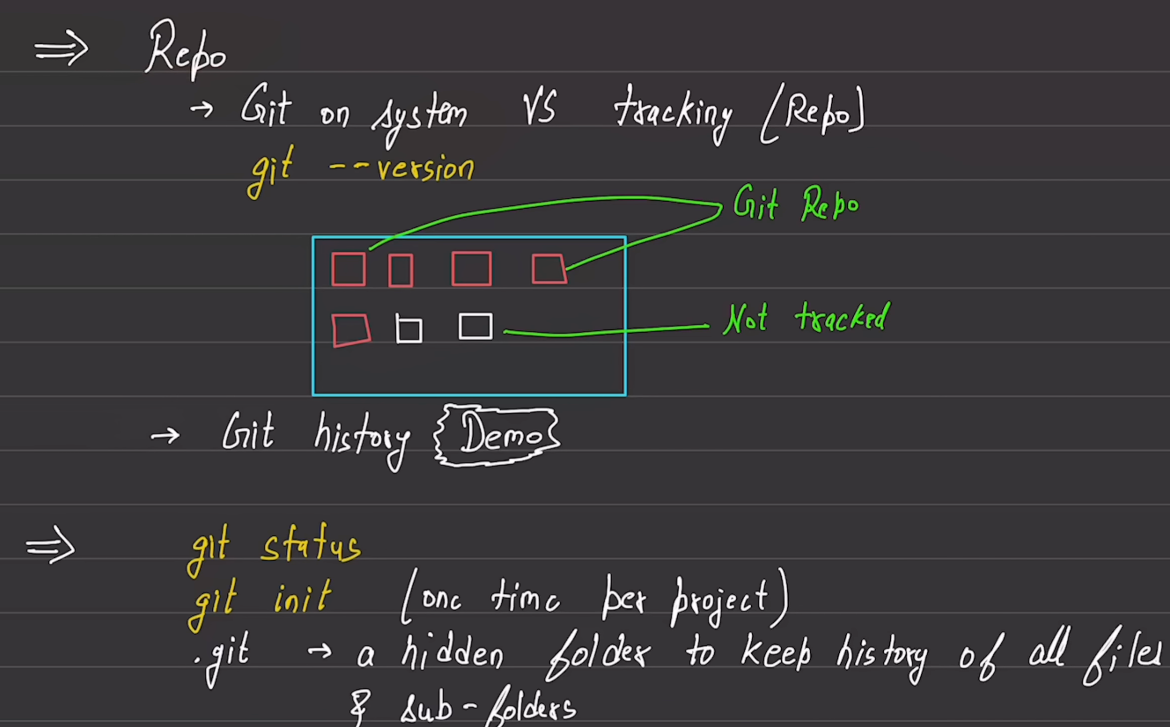 ⇒ Repo
→ Git on system VS tracking (Repo)
git --version
Git Repo
Not tracked
→ Git history {Demo}
⇒ git status
git init (one time per project)
.git → a hidden folder to keep history of all files
& sub-folders